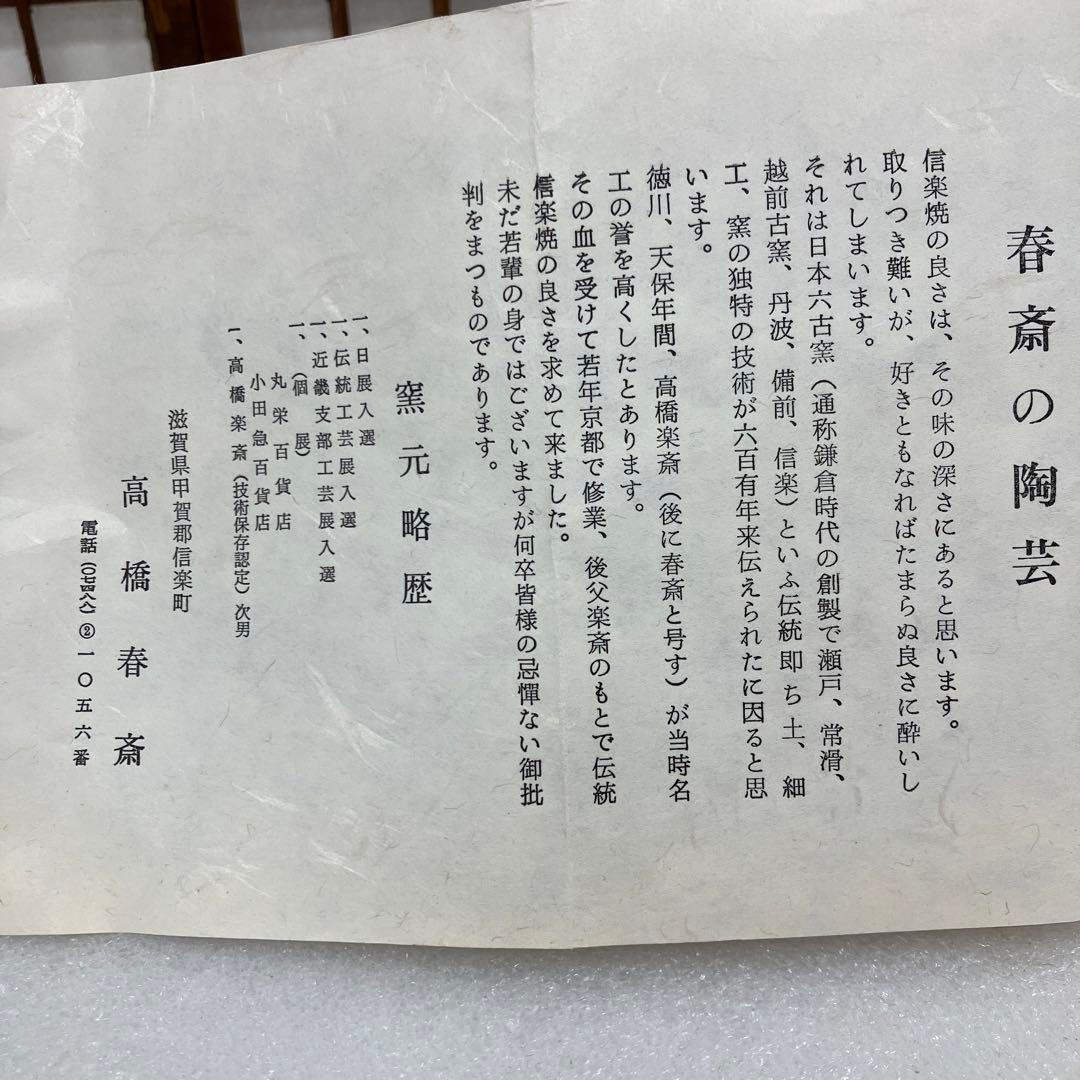 春斎の陶芸
信楽焼の良さは、その味の深さにあると思います。
取りつき難いが、好きともなればたまらぬ良さに酔いし
れてしまいます。
それは日本六古窯（通称鎌倉時代の創製で瀬戸、常滑、
越前古窯、丹波、備前、信楽）といふ伝統即ち土、細
工、窯の独特の技術が六百有年来伝えられたに因ると思
います。
徳川、天保年間、高橋楽斎（後に春斎と号す）が当時名
工の誉を高くしたとあります。
その血を受けて若年京都で修業、後父楽斎のもとで伝統
信楽焼の良さを求めて来ました。
未だ若輩の身ではございますが何卒皆様の忌憚ない御批
判をまつものであります。
窯元略歴
一、日展入選
一、伝統工芸展入選
一、近畿支部工芸展入選
一、（個展）
丸栄百貨店
小田急百貨店
一、高橋楽斎（技術保存認定）次男
滋賀県甲賀郡信楽町
高橋春斎
電話（〇七四八八）②一〇五六番